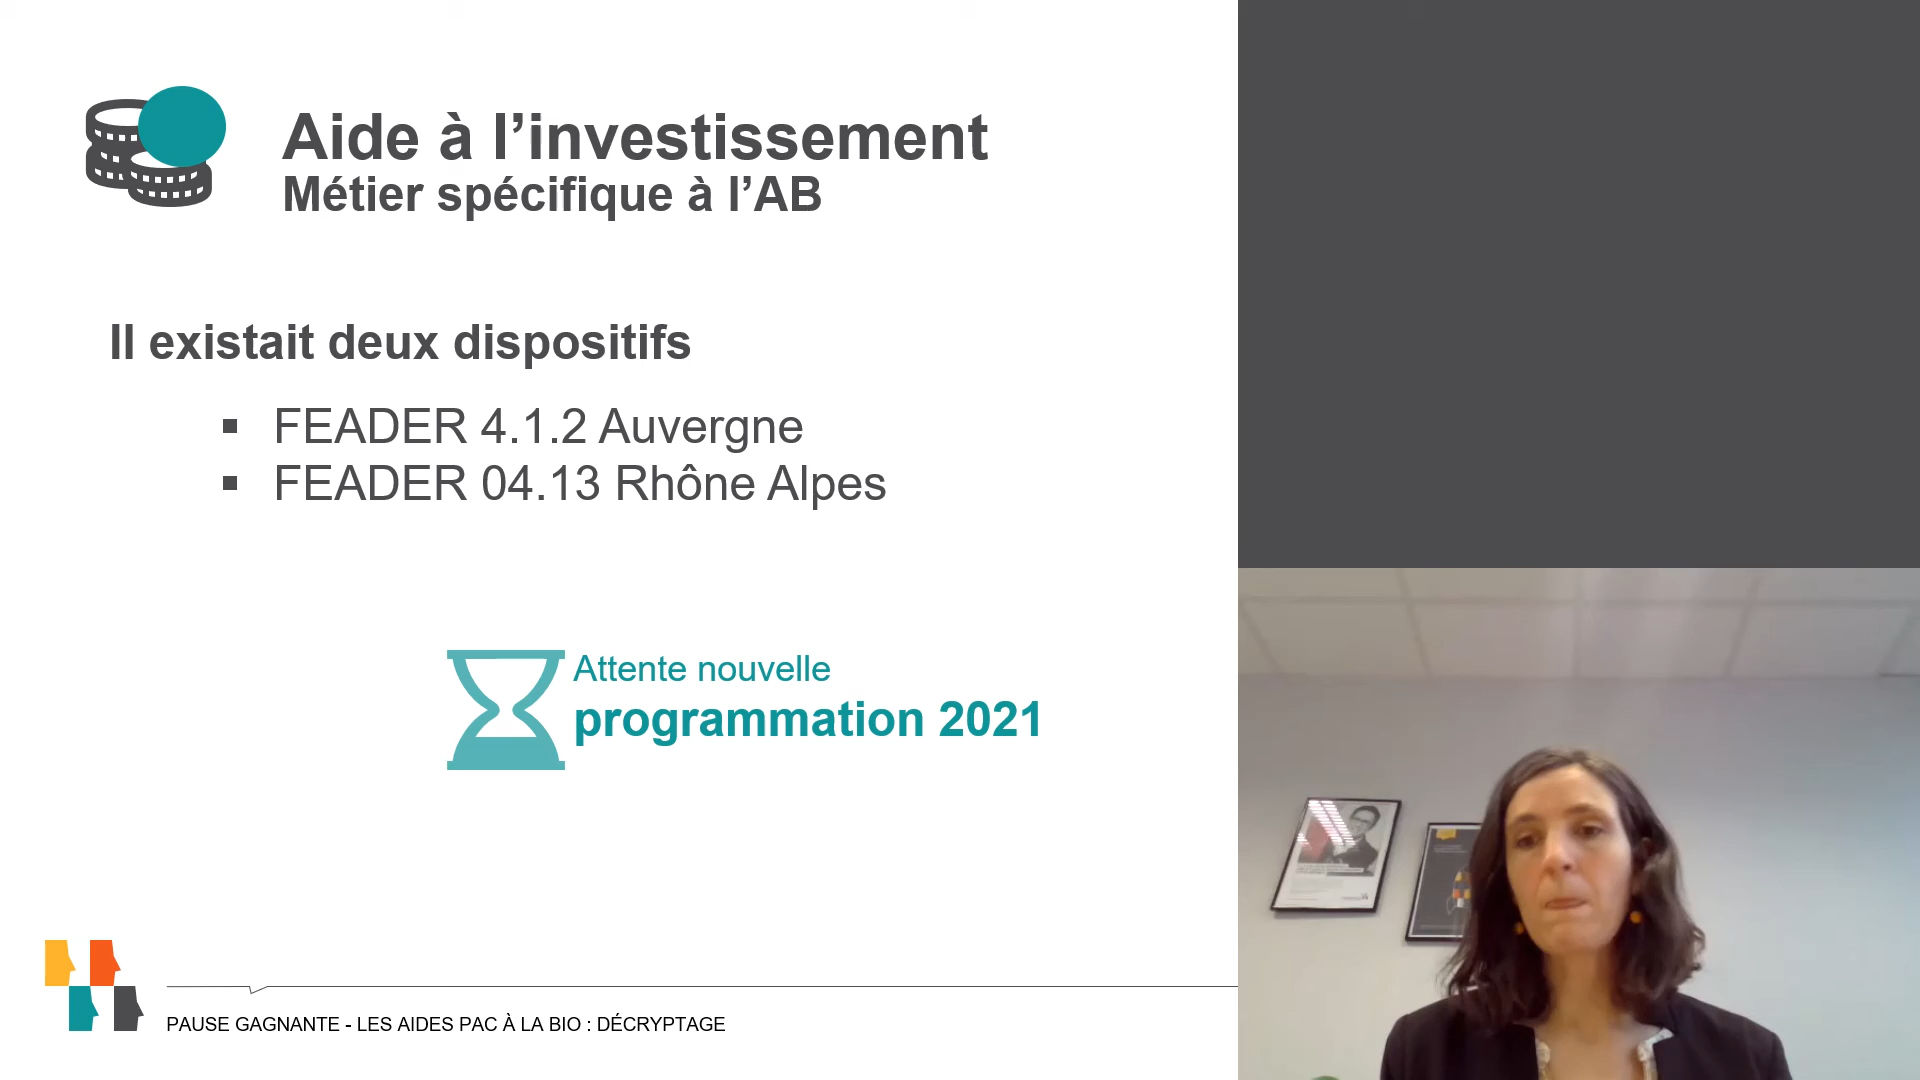 Aide à l’investissement
Métier spécifique à l’AB
Il existait deux dispositifs
▪ FEADER 4.1.2 Auvergne
▪ FEADER 04.13 Rhône Alpes
Attente nouvelle
programmation 2021
PAUSE GAGNANTE - LES AIDES PAC À LA BIO : DÉCRYPTAGE